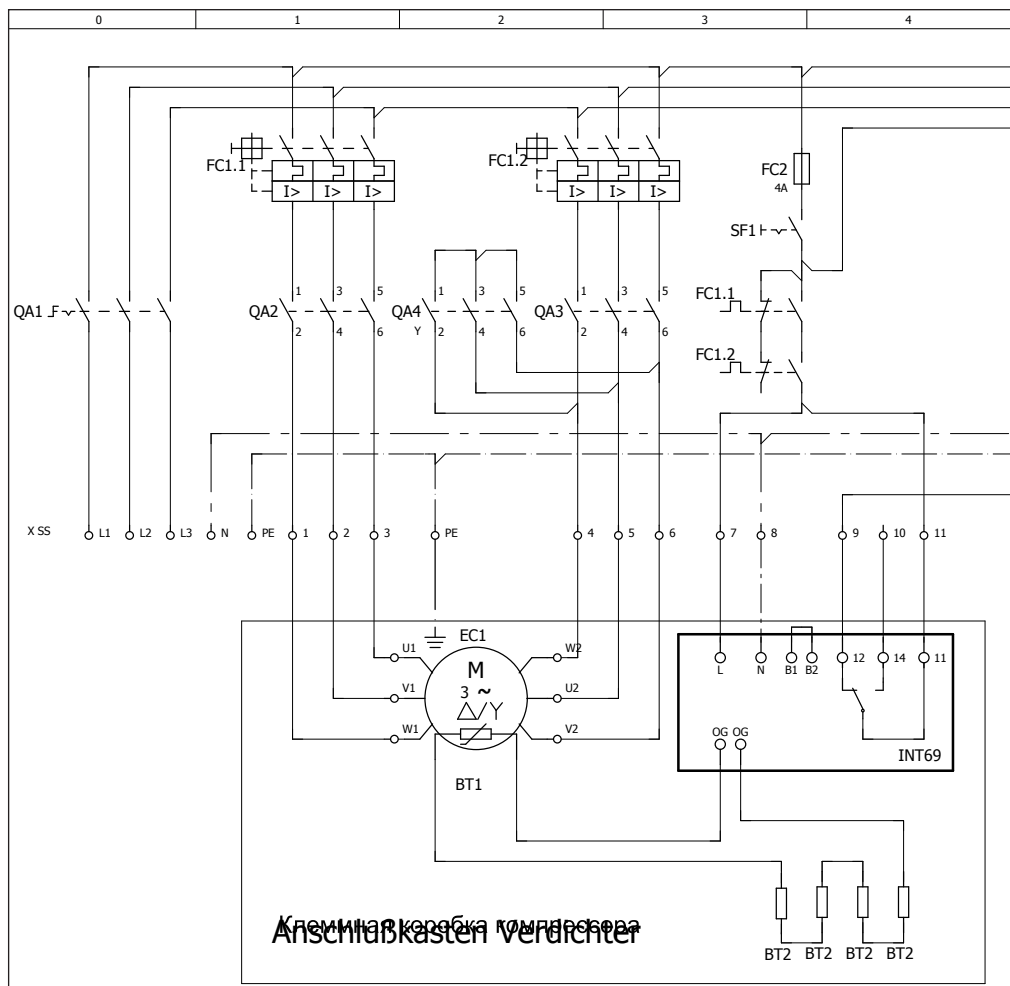 0 1 2 3 4
FC1.1 FC1.2 FC2
4A
I> I> I> I> I> I>
SF1
1 3 5 1 3 5 1 3 5 FC1.1
QA1 QA2 QA4 QA3
2 4 6 Y 2 4 6 2 4 6
FC1.2
X SS L1 L2 L3 N PE 1 2 3 PE 4 5 6 7 8 9 10 11
EC1
U1 M W2
L N B1 B2 12 14 11
3 ~
V1 U2
Y
W1 V2
OG OG
INT69
BT1
Клеммная коробка компрессора
Anschlußkasten Verdichter
BT2 BT2 BT2 BT2